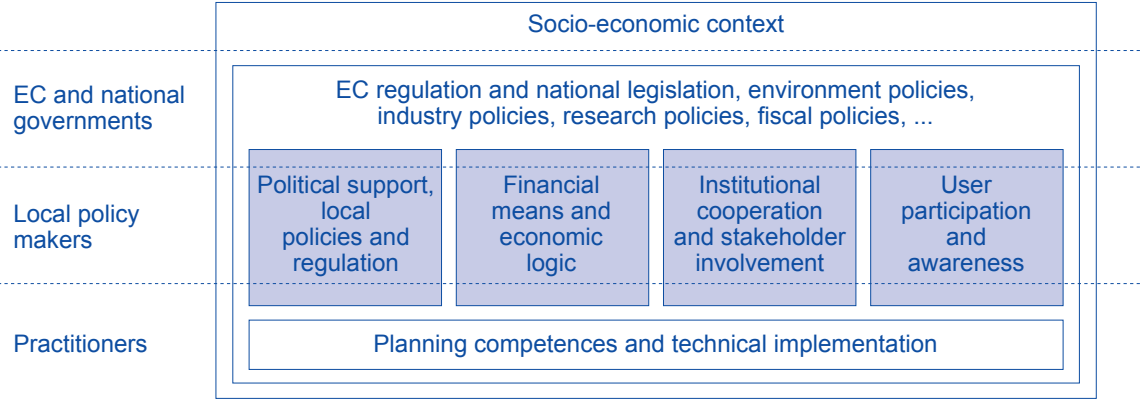 Socio-economic context
EC and national
governments
EC regulation and national legislation, environment policies,
industry policies, research policies, fiscal policies, ...
Local policy
makers
Political support,
local
policies and
regulation
Financial
means and
economic
logic
Institutional
cooperation
and stakeholder
involvement
User
participation
and
awareness
Practitioners
Planning competences and technical implementation